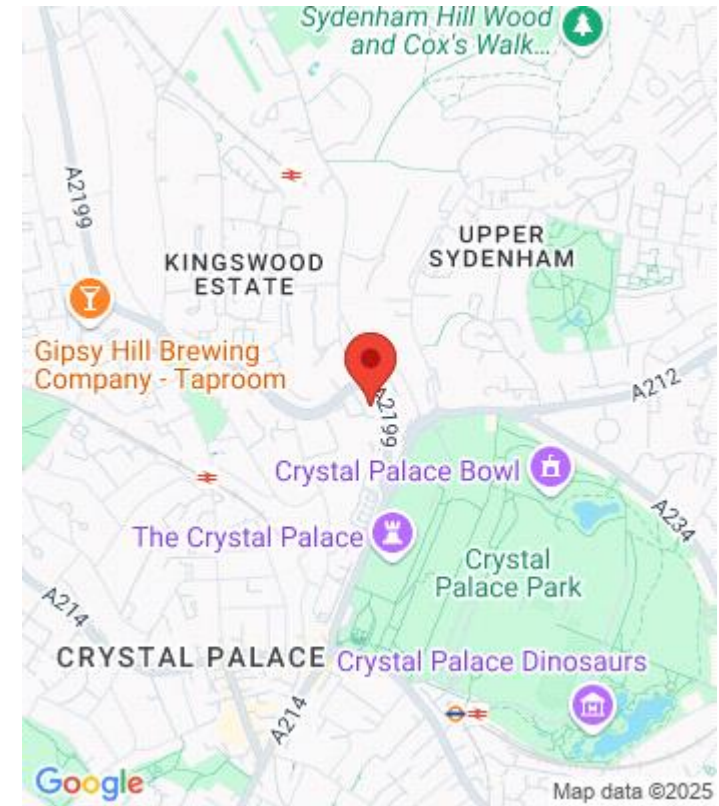 Sydenham Hill Wood
and Cox's Walk...
A2199
UPPER
SYDENHAM
KINGSWOOD
ESTATE
Gipsy Hill Brewing
Company - Taproom
A2199
A212
Crystal Palace Bowl
A234
The Crystal Palace
Crystal
Palace Park
A214
CRYSTAL PALACE
Crystal Palace Dinosaurs
A214
Google
Map data ©2025